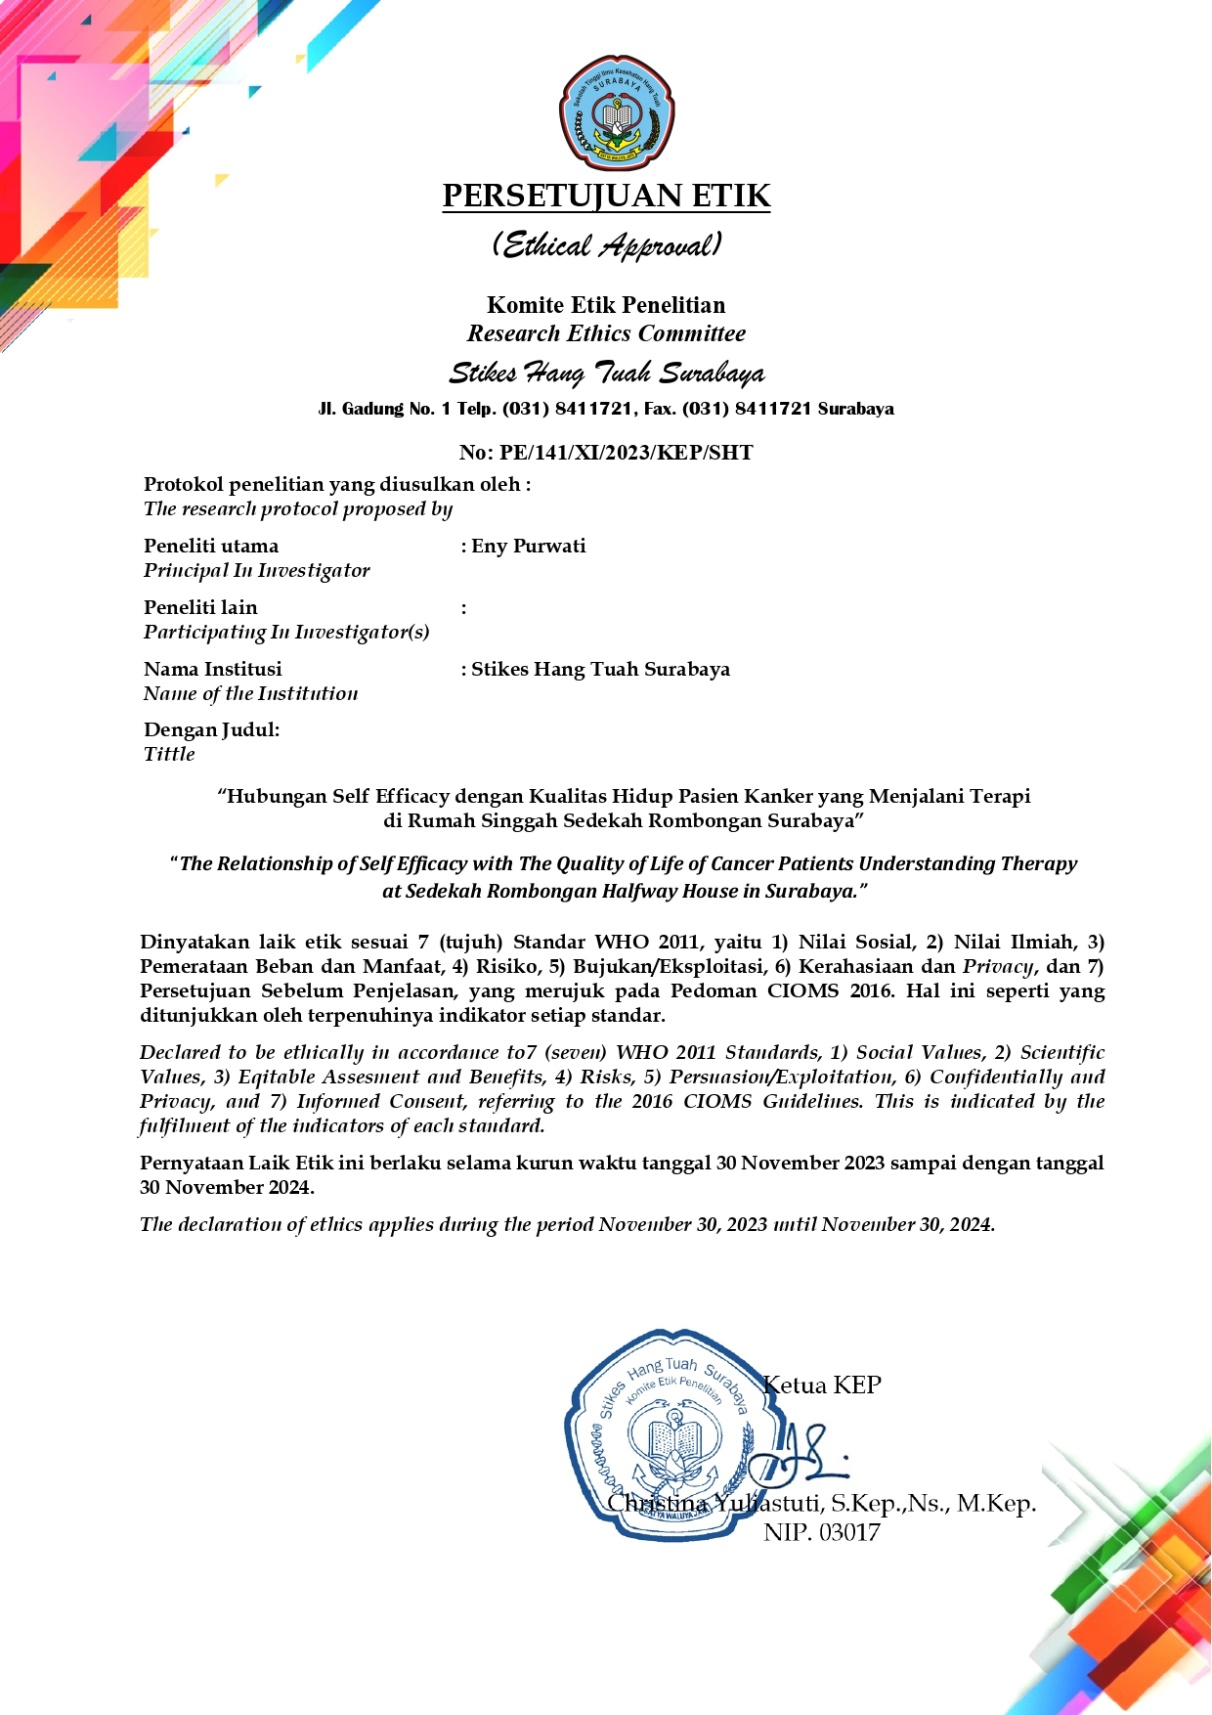 Sekolah Tinggi Ilmu Kesehatan Hang Tuah
SURABAYA
PERSETUJUAN ETIK
(Ethical Approval)
Komite Etik Penelitian
Research Ethics Committee
Stikes Hang Tuah Surabaya
Jl. Gadung No. 1 Telp. (031) 8411721, Fax. (031) 8411721 Surabaya
No: PE/141/XI/2023/KEP/SHT
Protokol penelitian yang diusulkan oleh :
The research protocol proposed by
Peneliti utama : Eny Purwati
Principal In Investigator
Peneliti lain :
Participating In Investigator(s)
Nama Institusi : Stikes Hang Tuah Surabaya
Name of the Institution
Dengan Judul:
Tittle
“Hubungan Self Efficacy dengan Kualitas Hidup Pasien Kanker yang Menjalani Terapi
di Rumah Singgah Sedekah Rombongan Surabaya”
“The Relationship of Self Efficacy with The Quality of Life of Cancer Patients Understanding Therapy
at Sedekah Rombongan Halfway House in Surabaya.”
Dinyatakan laik etik sesuai 7 (tujuh) Standar WHO 2011, yaitu 1) Nilai Sosial, 2) Nilai Ilmiah, 3)
Pemerataan Beban dan Manfaat, 4) Risiko, 5) Bujukan/Eksploitasi, 6) Kerahasiaan dan Privacy, dan 7)
Persetujuan Sebelum Penjelasan, yang merujuk pada Pedoman CIOMS 2016. Hal ini seperti yang
ditunjukkan oleh terpenuhinya indikator setiap standar.
Declared to be ethically in accordance to7 (seven) WHO 2011 Standards, 1) Social Values, 2) Scientific
Values, 3) Eqitable Assesment and Benefits, 4) Risks, 5) Persuasion/Exploitation, 6) Confidentially and
Privacy, and 7) Informed Consent, referring to the 2016 CIOMS Guidelines. This is indicated by the
fulfilment of the indicators of each standard.
Pernyataan Laik Etik ini berlaku selama kurun waktu tanggal 30 November 2023 sampai dengan tanggal
30 November 2024.
The declaration of ethics applies during the period November 30, 2023 until November 30, 2024.
Stikes Hang Tuah Surabaya
Komite Etik Penelitian
Ketua KEP
Christina Yuliastuti, S.Kep.,Ns., M.Kep.
NIP. 03017